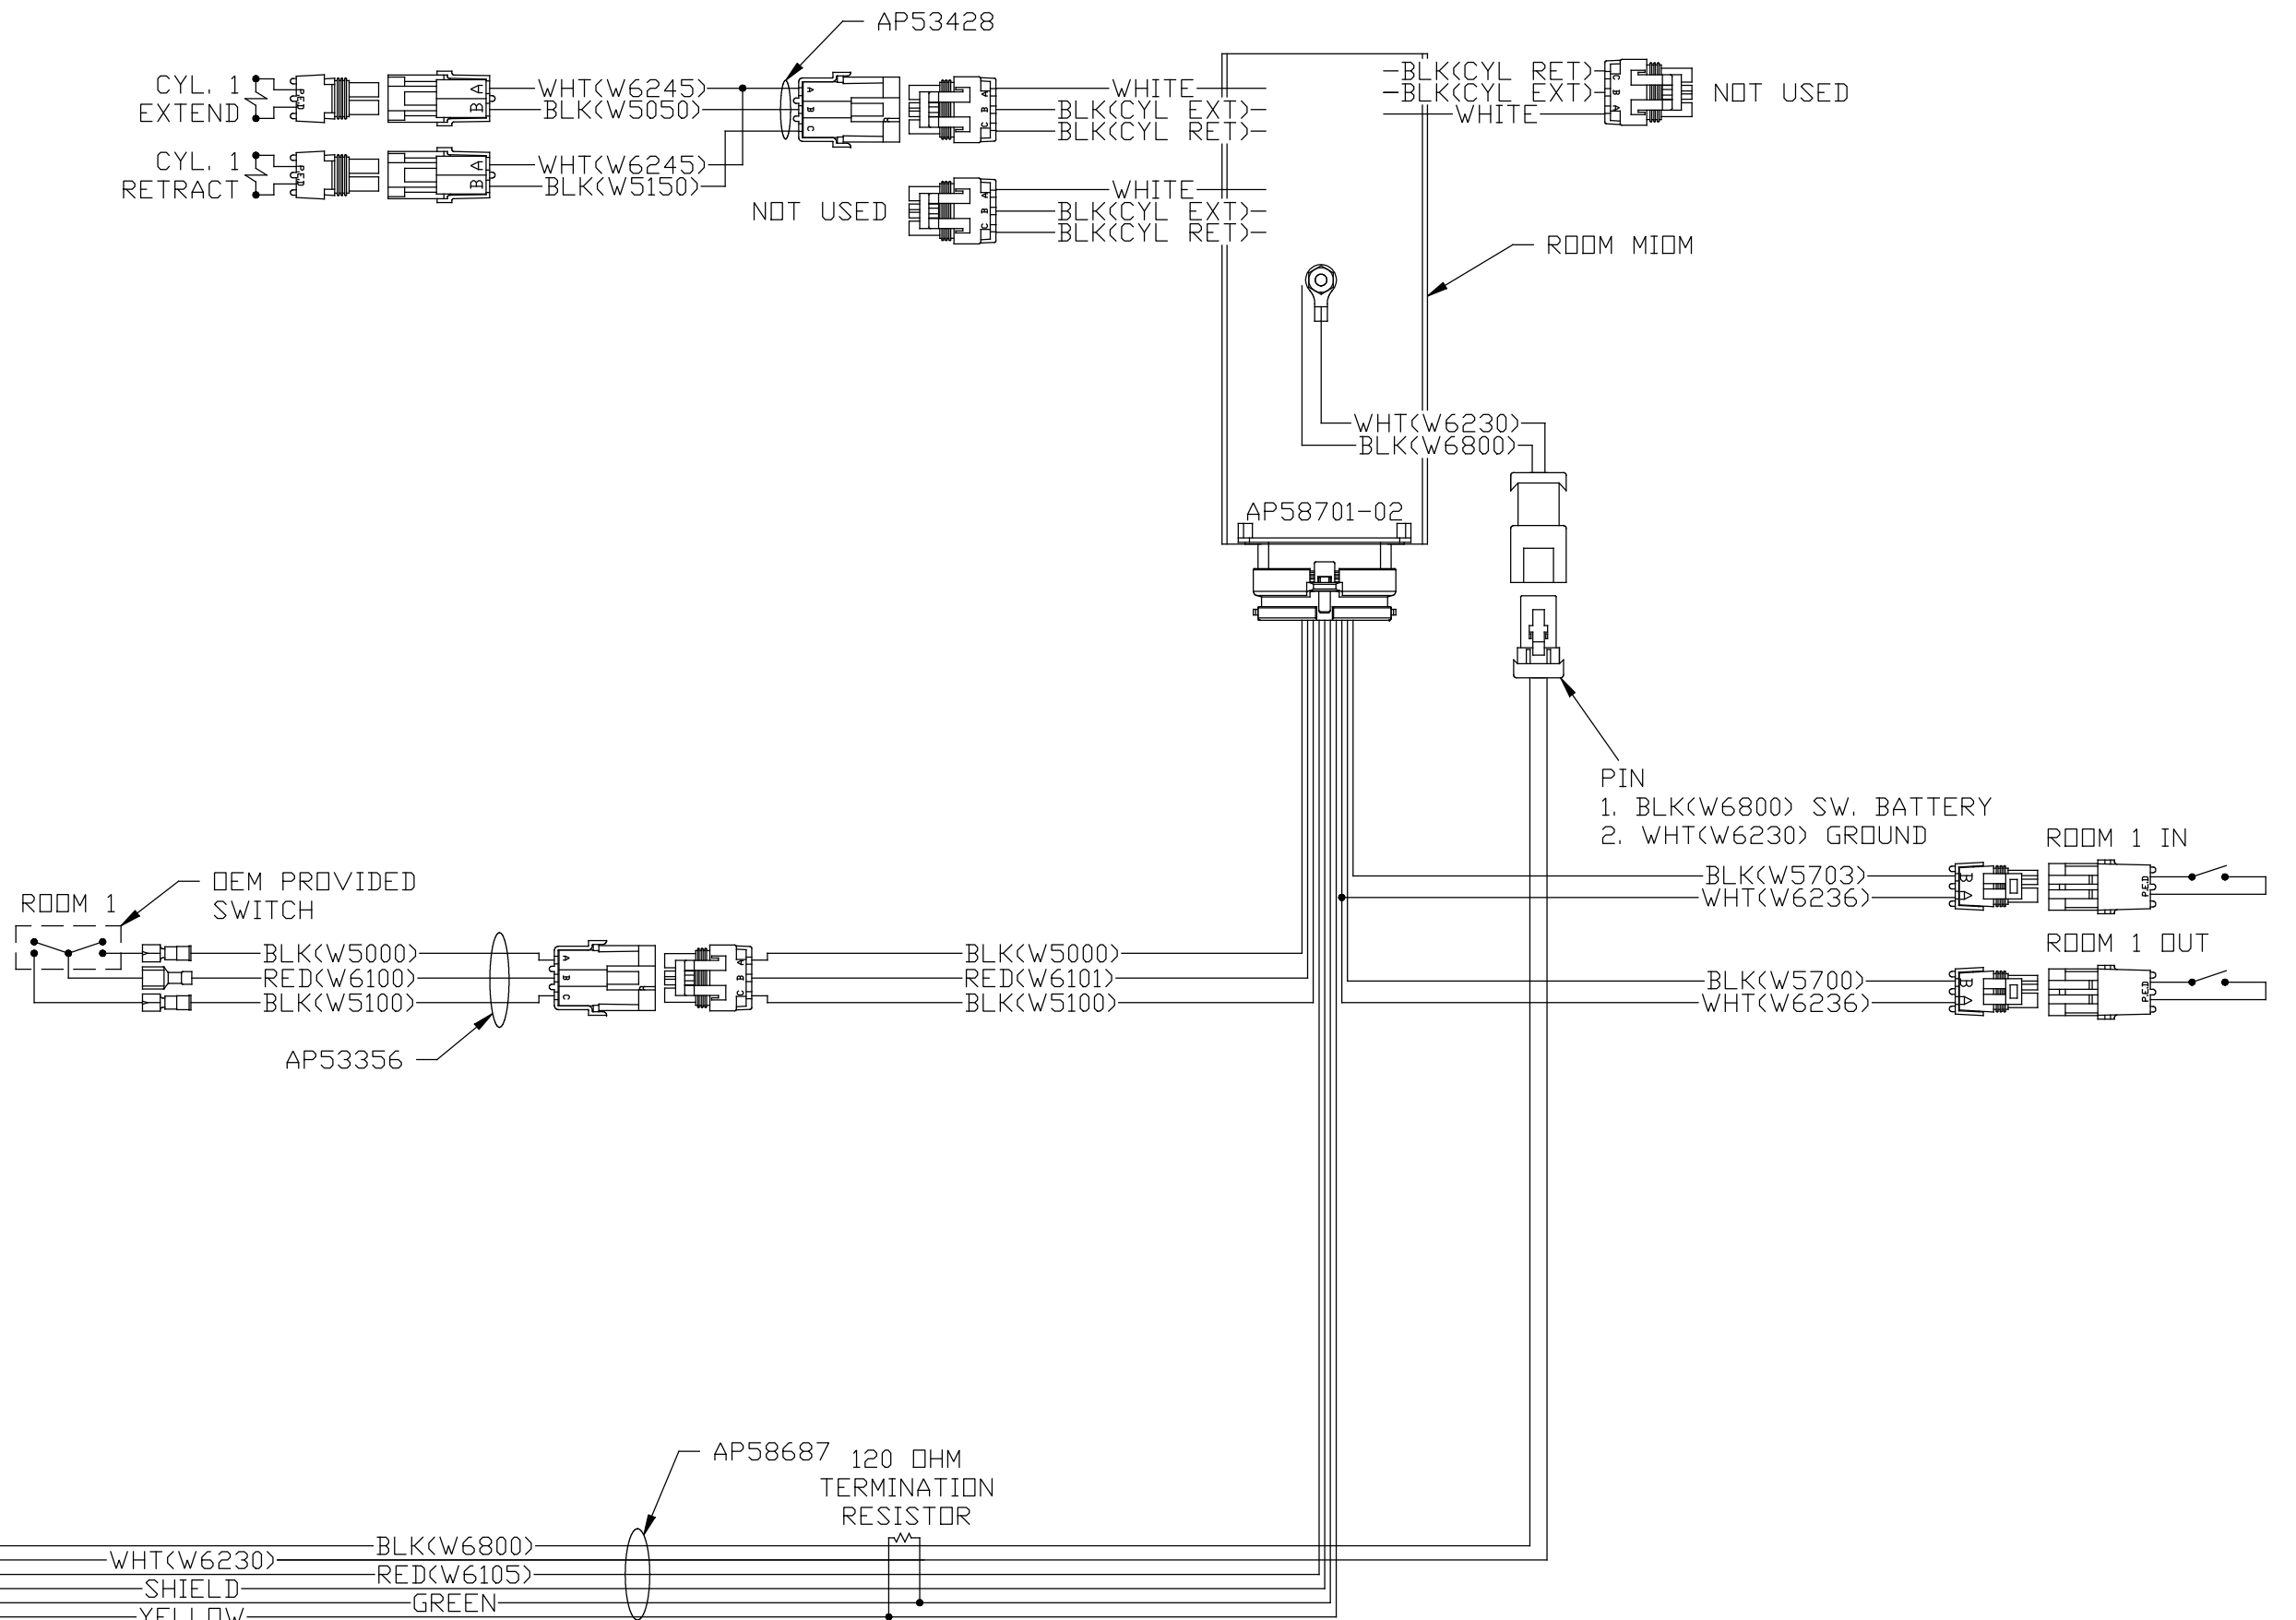 AP53428
CYL. 1
EXTEND
WHT(W6245)
BLK(W5050)
A
B
A
B
C
A
B
C
WHITE
BLK(CYL EXT)
BLK(CYL RET)
BLK(CYL RET)
BLK(CYL EXT)
WHITE
C
B
A
NOT USED
CYL. 1
RETRACT
WHT(W6245)
BLK(W5150)
A
B
NOT USED
A
B
C
WHITE
BLK(CYL EXT)
BLK(CYL RET)
ROOM MIOM
WHT(W6230)
BLK(W6800)
AP58701-02
PIN
1. BLK(W6800) SW. BATTERY
2. WHT(W6230) GROUND
ROOM 1 IN
BLK(W5703)
WHT(W6236)
B
A
P.E.D
ROOM 1 OUT
BLK(W5700)
WHT(W6236)
B
A
P.E.D
OEM PROVIDED
SWITCH
ROOM 1
BLK(W5000)
RED(W6100)
BLK(W5100)
A
B
C
A
B
C
BLK(W5000)
RED(W6101)
BLK(W5100)
AP53356
AP58687
120 OHM
TERMINATION
RESISTOR
BLK(W6800)
WHT(W6230)
RED(W6105)
SHIELD
GREEN
YELLOW